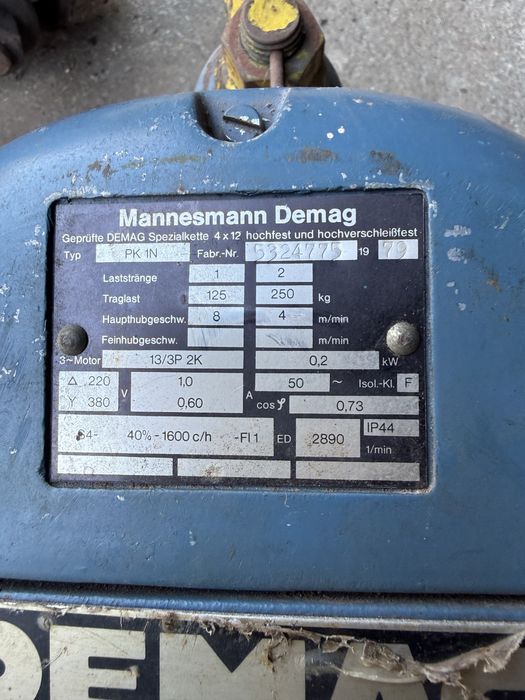 Mannesmann Demag
Geprüfte DEMAG Spezialkette 4x12 hochfest und hochverschleißfest
Typ PK 1N Fabr.-Nr. 5324775 19 79
Laststränge 1 2
Traglast 125 250 kg
Haupthubgeschw. 8 4 m/min
Feinhubgeschw. m/min
3~Motor 13/3P 2K 0,2 kW
Δ 220 V 1,0 A 50 ~ Isol.-Kl. F
Y 380 0,60 cos φ 0,73
S4- 40%-1600 c/h -FI 1 ED 2890 1/min IP44
DEMAG